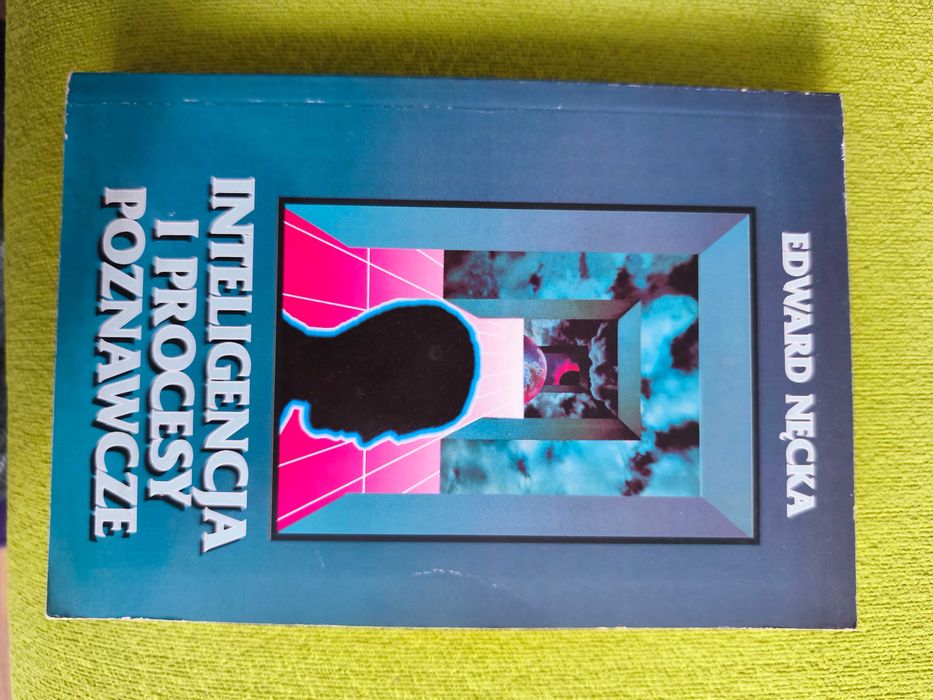 EDWARD NĘCKA
INTELIGENCJA
I PROCESY
POZNAWCZE